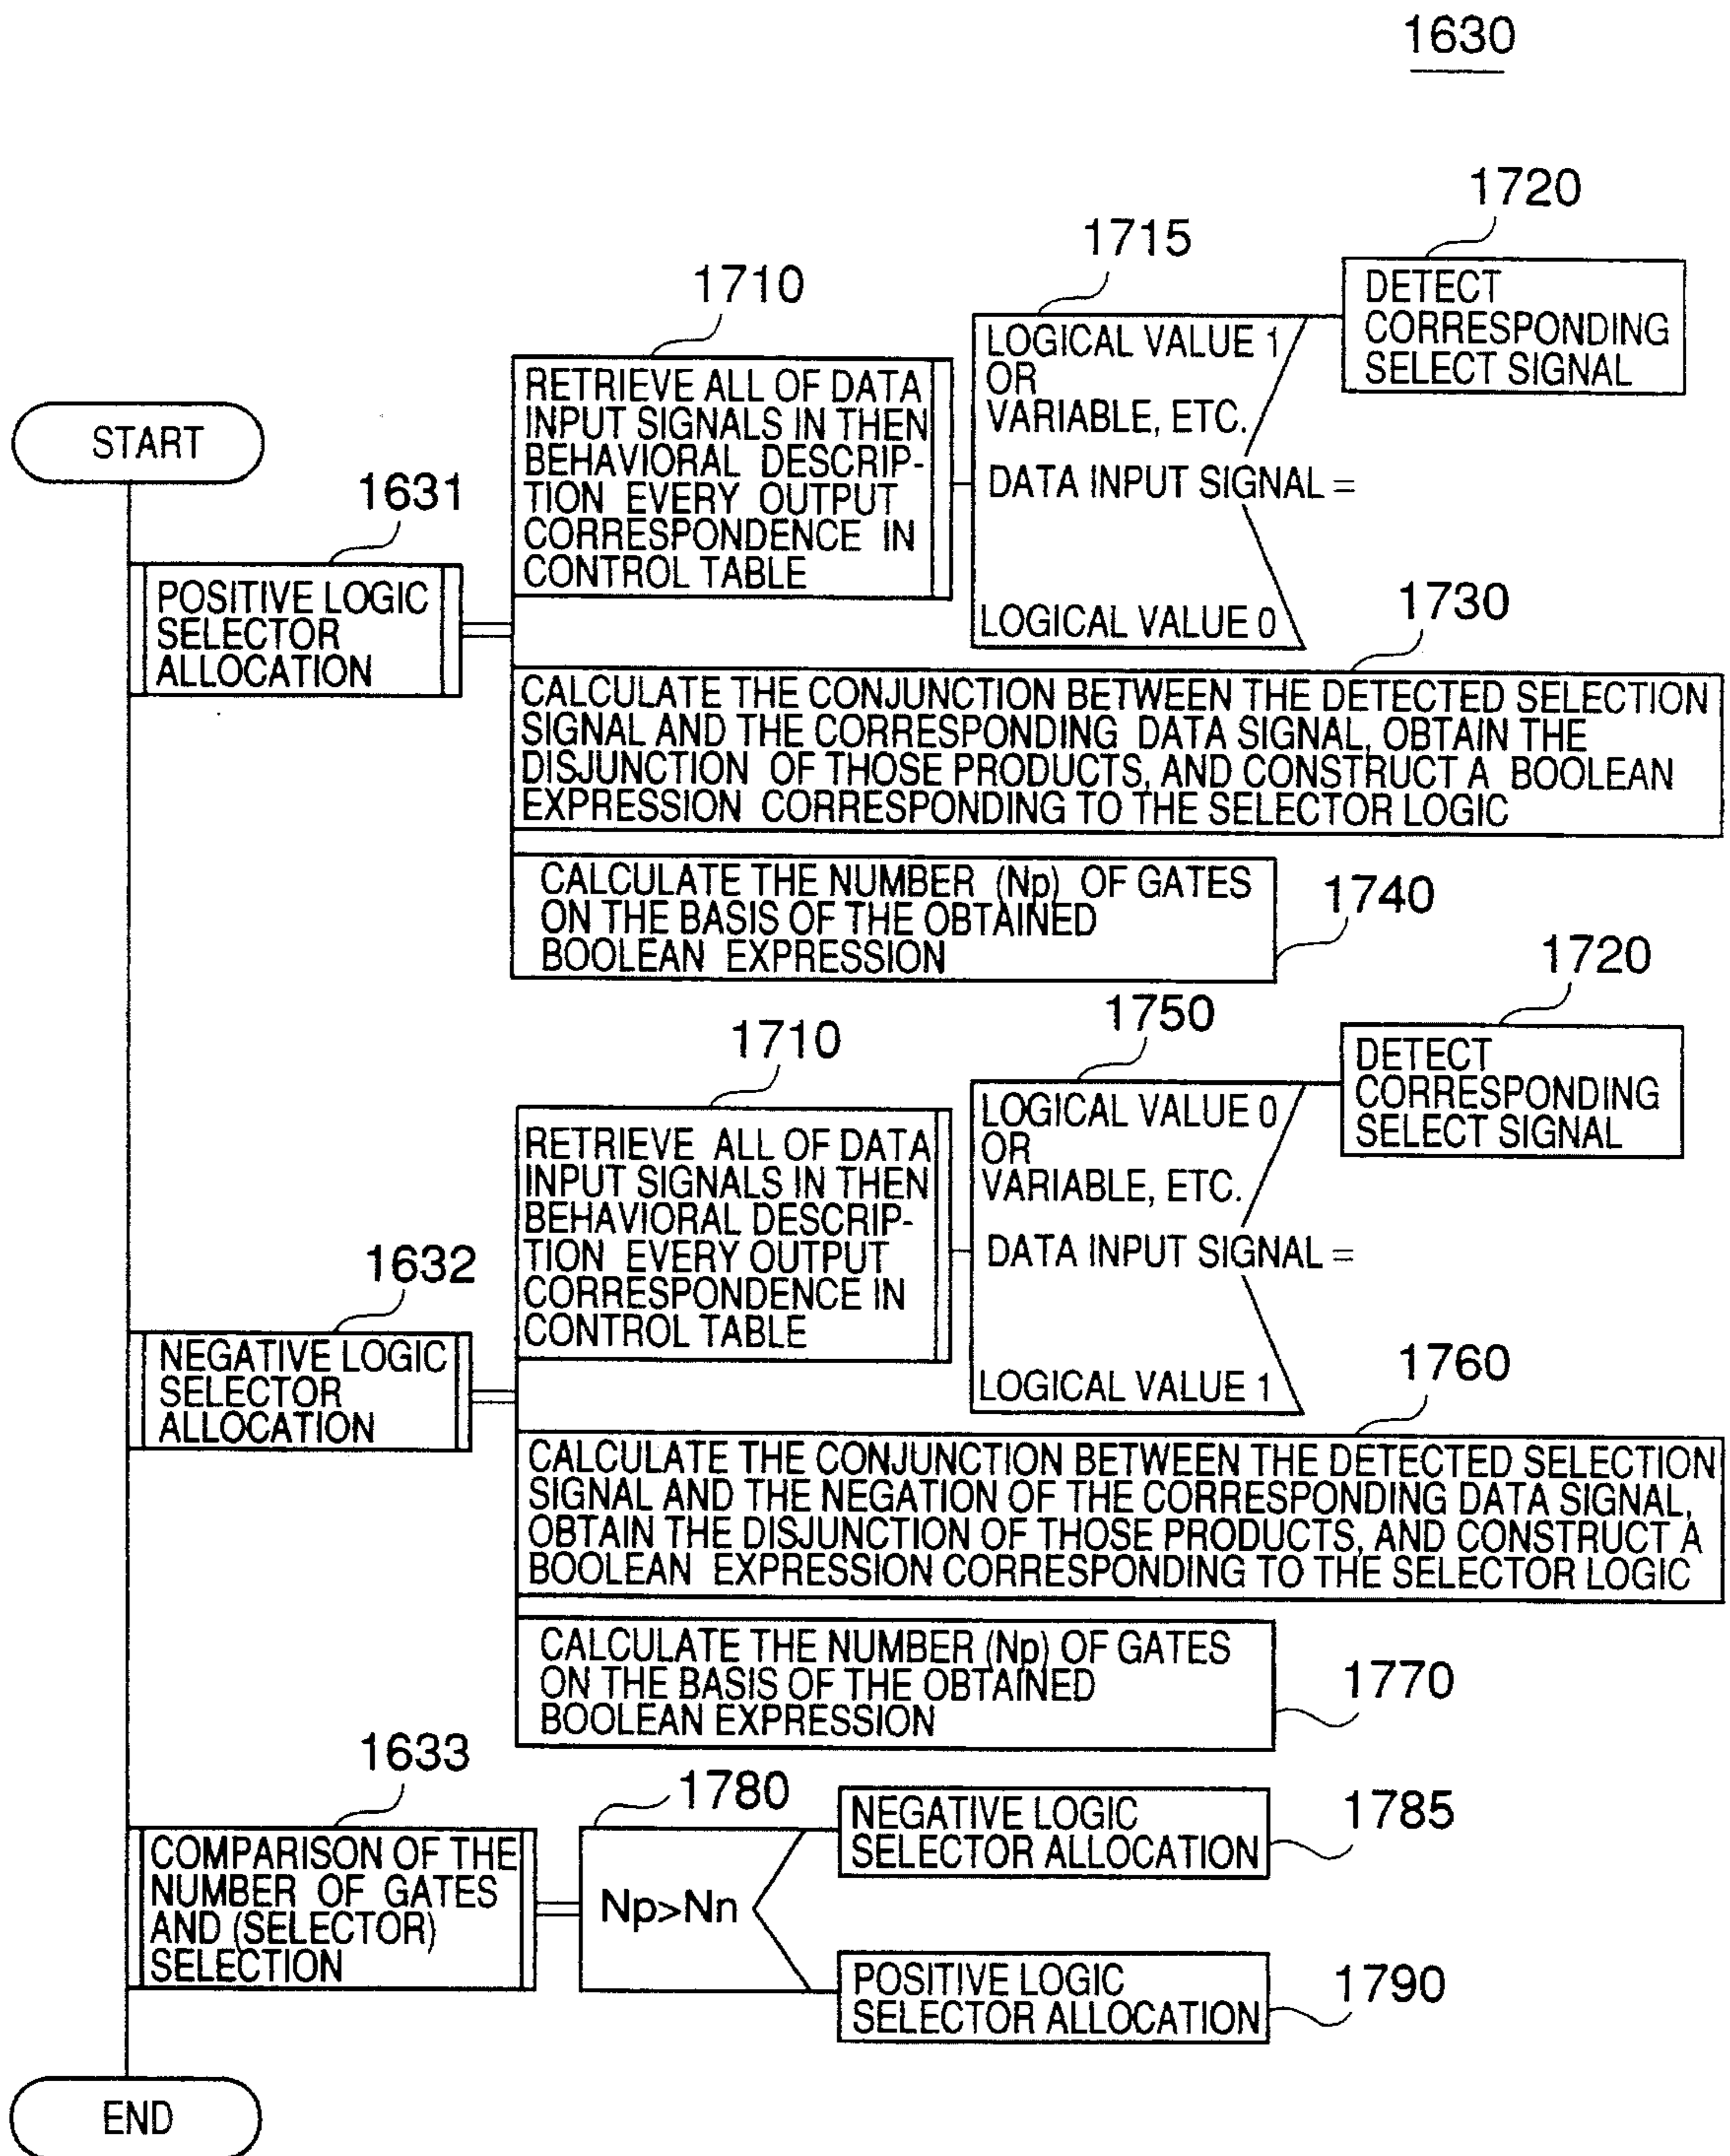 1630
1720
1715
1710
DETECT
CORRESPONDING
SELECT SIGNAL
LOGICAL VALUE 1
OR
VARIABLE, ETC.
DATA INPUT SIGNAL =
LOGICAL VALUE 0
RETRIEVE ALL OF DATA
INPUT SIGNALS IN THEN
BEHAVIORAL DESCRIP-
TION EVERY OUTPUT
CORRESPONDENCE IN
CONTROL TABLE
START
1631
POSITIVE LOGIC
SELECTOR
ALLOCATION
1730
CALCULATE THE CONJUNCTION BETWEEN THE DETECTED SELECTION
SIGNAL AND THE CORRESPONDING DATA SIGNAL, OBTAIN THE
DISJUNCTION OF THOSE PRODUCTS, AND CONSTRUCT A BOOLEAN
EXPRESSION CORRESPONDING TO THE SELECTOR LOGIC
CALCULATE THE NUMBER (Np) OF GATES
ON THE BASIS OF THE OBTAINED
BOOLEAN EXPRESSION
1740
1720
1750
1710
DETECT
CORRESPONDING
SELECT SIGNAL
LOGICAL VALUE 0
OR
VARIABLE, ETC.
DATA INPUT SIGNAL =
LOGICAL VALUE 1
RETRIEVE ALL OF DATA
INPUT SIGNALS IN THEN
BEHAVIORAL DESCRIP-
TION EVERY OUTPUT
CORRESPONDENCE IN
CONTROL TABLE
1632
NEGATIVE LOGIC
SELECTOR
ALLOCATION
1760
CALCULATE THE CONJUNCTION BETWEEN THE DETECTED SELECTION
SIGNAL AND THE NEGATION OF THE CORRESPONDING DATA SIGNAL,
OBTAIN THE DISJUNCTION OF THOSE PRODUCTS, AND CONSTRUCT A
BOOLEAN EXPRESSION CORRESPONDING TO THE SELECTOR LOGIC
CALCULATE THE NUMBER (Np) OF GATES
ON THE BASIS OF THE OBTAINED
BOOLEAN EXPRESSION
1770
1633
COMPARISON OF THE
NUMBER OF GATES
AND (SELECTOR)
SELECTION
1780
Np>Nn
NEGATIVE LOGIC
SELECTOR ALLOCATION
1785
POSITIVE LOGIC
SELECTOR ALLOCATION
1790
END